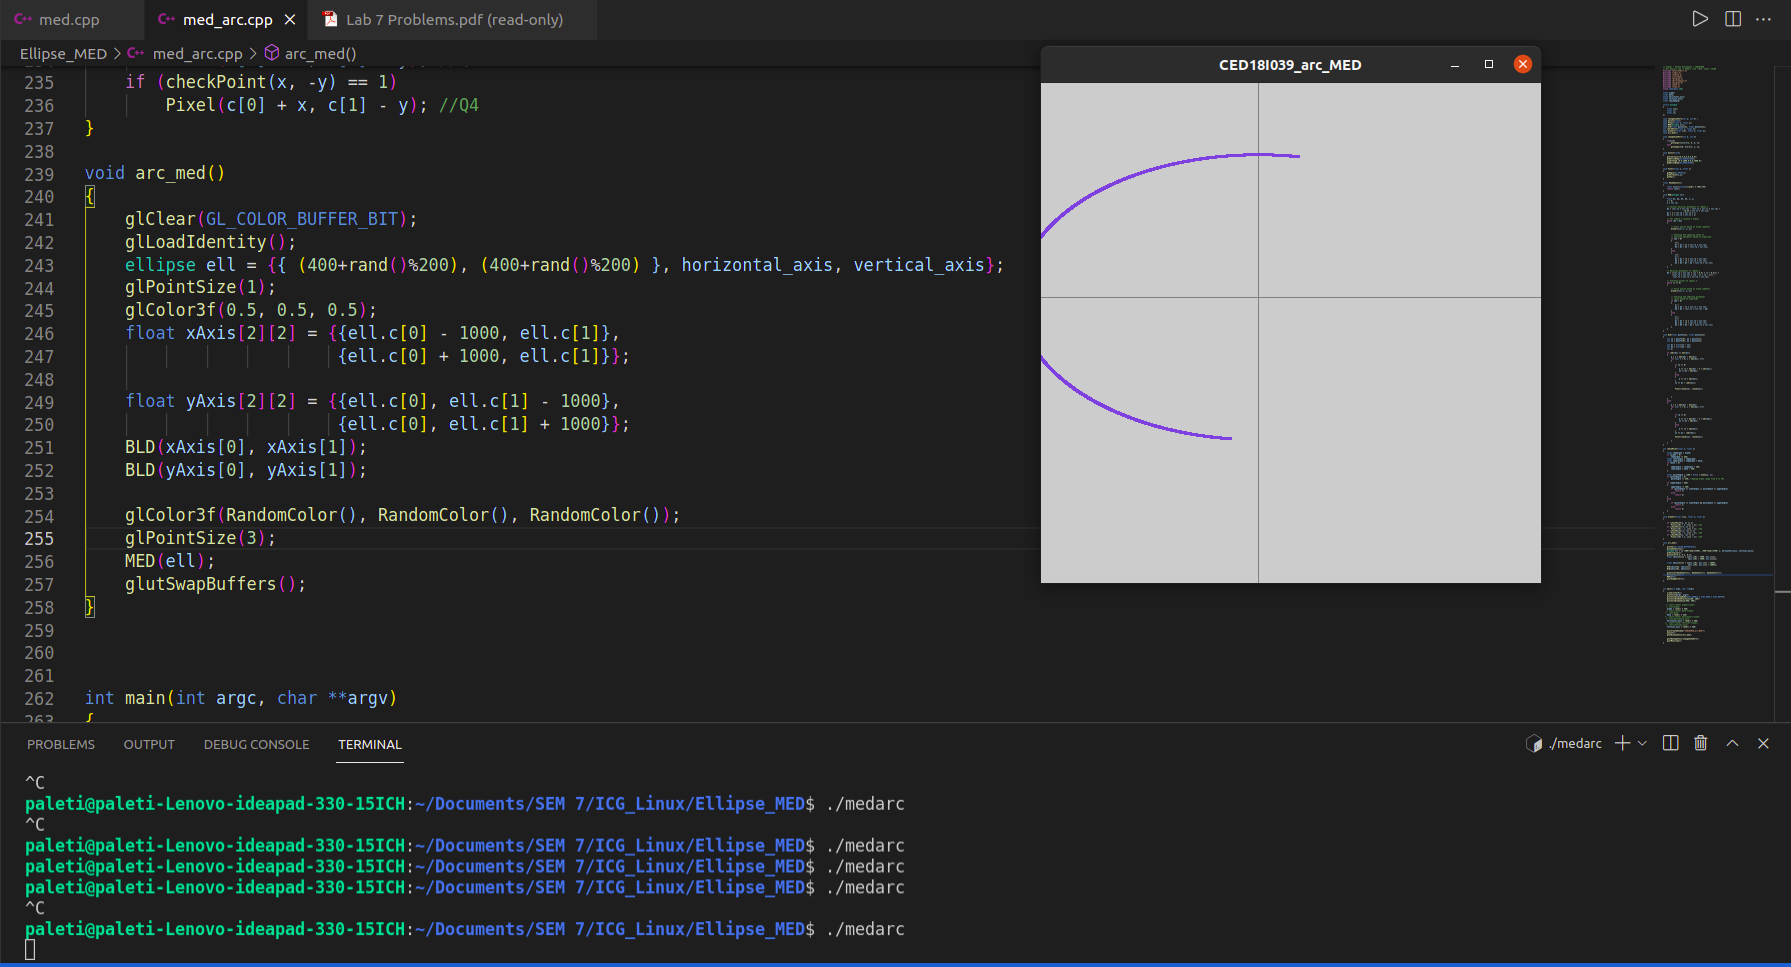 med.cpp
med_arc.cpp
Lab 7 Problems.pdf (read-only)
Ellipse_MED > med_arc.cpp > arc_med()
235 if (checkPoint(x, -y) == 1)
236 Pixel(c[0] + x, c[1] - y); //Q4
237 }
238
239 void arc_med()
240 {
241 glClear(GL_COLOR_BUFFER_BIT);
242 glLoadIdentity();
243 ellipse ell = {{ (400+rand()%200), (400+rand()%200) }, horizontal_axis, vertical_axis};
244 glPointSize(1);
245 glColor3f(0.5, 0.5, 0.5);
246 float xAxis[2][2] = {{ell.c[0] - 1000, ell.c[1]},
247 {ell.c[0] + 1000, ell.c[1]}};
248
249 float yAxis[2][2] = {{ell.c[0], ell.c[1] - 1000},
250 {ell.c[0], ell.c[1] + 1000}};
251 BLD(xAxis[0], xAxis[1]);
252 BLD(yAxis[0], yAxis[1]);
253
254 glColor3f(RandomColor(), RandomColor(), RandomColor());
255 glPointSize(3);
256 MED(ell);
257 glutSwapBuffers();
258 }
259
260
261
262 int main(int argc, char **argv)
263 {
CED18I039_arc_MED
PROBLEMS OUTPUT DEBUG CONSOLE TERMINAL
./medarc
^C
paleti@paleti-Lenovo-ideapad-330-15ICH:~/Documents/SEM 7/ICG_Linux/Ellipse_MED$ ./medarc
^C
paleti@paleti-Lenovo-ideapad-330-15ICH:~/Documents/SEM 7/ICG_Linux/Ellipse_MED$ ./medarc
paleti@paleti-Lenovo-ideapad-330-15ICH:~/Documents/SEM 7/ICG_Linux/Ellipse_MED$ ./medarc
paleti@paleti-Lenovo-ideapad-330-15ICH:~/Documents/SEM 7/ICG_Linux/Ellipse_MED$ ./medarc
^C
paleti@paleti-Lenovo-ideapad-330-15ICH:~/Documents/SEM 7/ICG_Linux/Ellipse_MED$ ./medarc